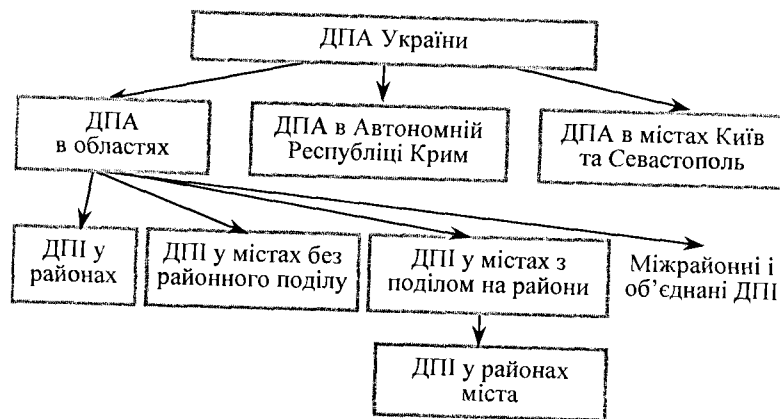 ДПА України
ДПА
в областях
ДПА в Автономній
Республіці Крим
ДПА в містах Київ
та Севастополь
ДПІ у
районах
ДПІ у містах без
районного поділу
ДПІ у містах з
поділом на райони
Міжрайонні і
об’єднані ДПІ
ДПІ у районах
міста